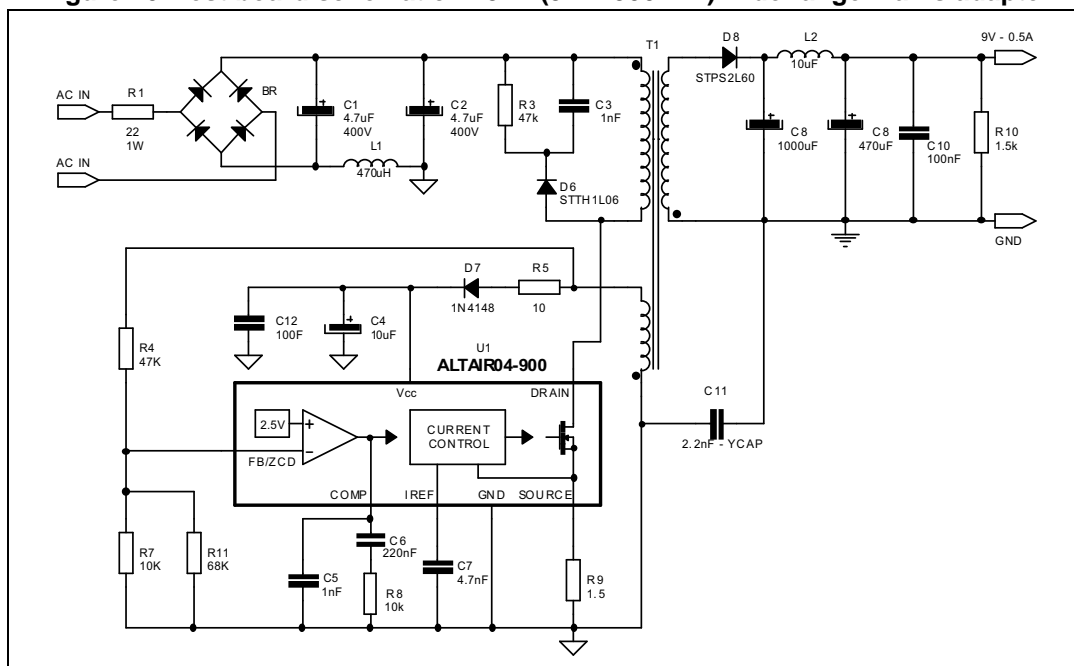 T1
D8
STPS2L60
L2
10uF
9V - 0.5A
AC IN
R1
22
1W
BR
C1
4.7uF
400V
C2
4.7uF
400V
R3
47k
C3
1nF
C8
1000uF
C8
470uF
C10
100nF
R10
1.5k
AC IN
L1
470uH
D6
STTH1L06
GND
D7
1N4148
R5
10
C12
100F
C4
10uF
R4
47K
U1
ALTAIR04-900
Vcc
DRAIN
C11
2.2nF - YCAP
2.5V
+
-
CURRENT
CONTROL
FB/ZCD
COMP
IREF
GND
SOURCE
R7
10K
R11
68K
C6
220nF
C5
1nF
R8
10k
C7
4.7nF
R9
1.5